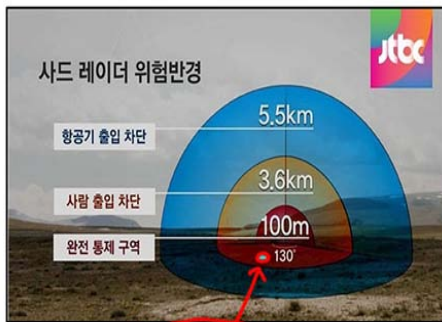 jtbc
사드 레이더 위험반경
5.5km
항공기 출입 차단
3.6km
사람 출입 차단
100m
완전 통제 구역
130°